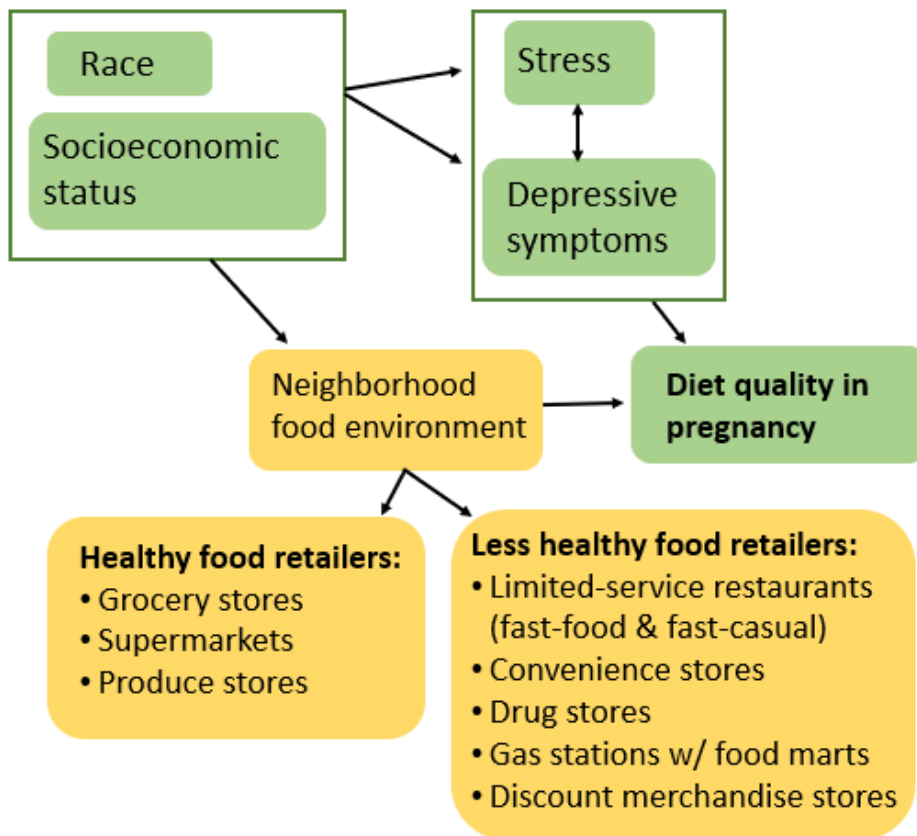 Race
Socioeconomic
status
Stress
Depressive
symptoms
Neighborhood
food environment
Diet quality in
pregnancy
Healthy food retailers:
• Grocery stores
• Supermarkets
• Produce stores
Less healthy food retailers:
• Limited-service restaurants
(fast-food & fast-casual)
• Convenience stores
• Drug stores
• Gas stations w/ food marts
• Discount merchandise stores